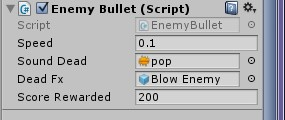 Enemy Bullet (Script)
Script EnemyBullet
Speed 0.1
Sound Dead pop
Dead Fx Blow Enemy
Score Rewarded 200